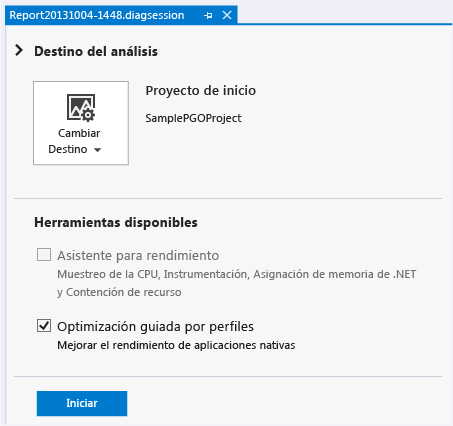 Report20131004-1448.diagsession
Destino del análisis
Proyecto de inicio
SamplePGOProject
Cambiar
Destino
Herramientas disponibles
Asistente para rendimiento
Muestreo de la CPU, Instrumentación, Asignación de memoria de .NET
y Contención de recurso
Optimización guiada por perfiles
Mejorar el rendimiento de aplicaciones nativas
Iniciar